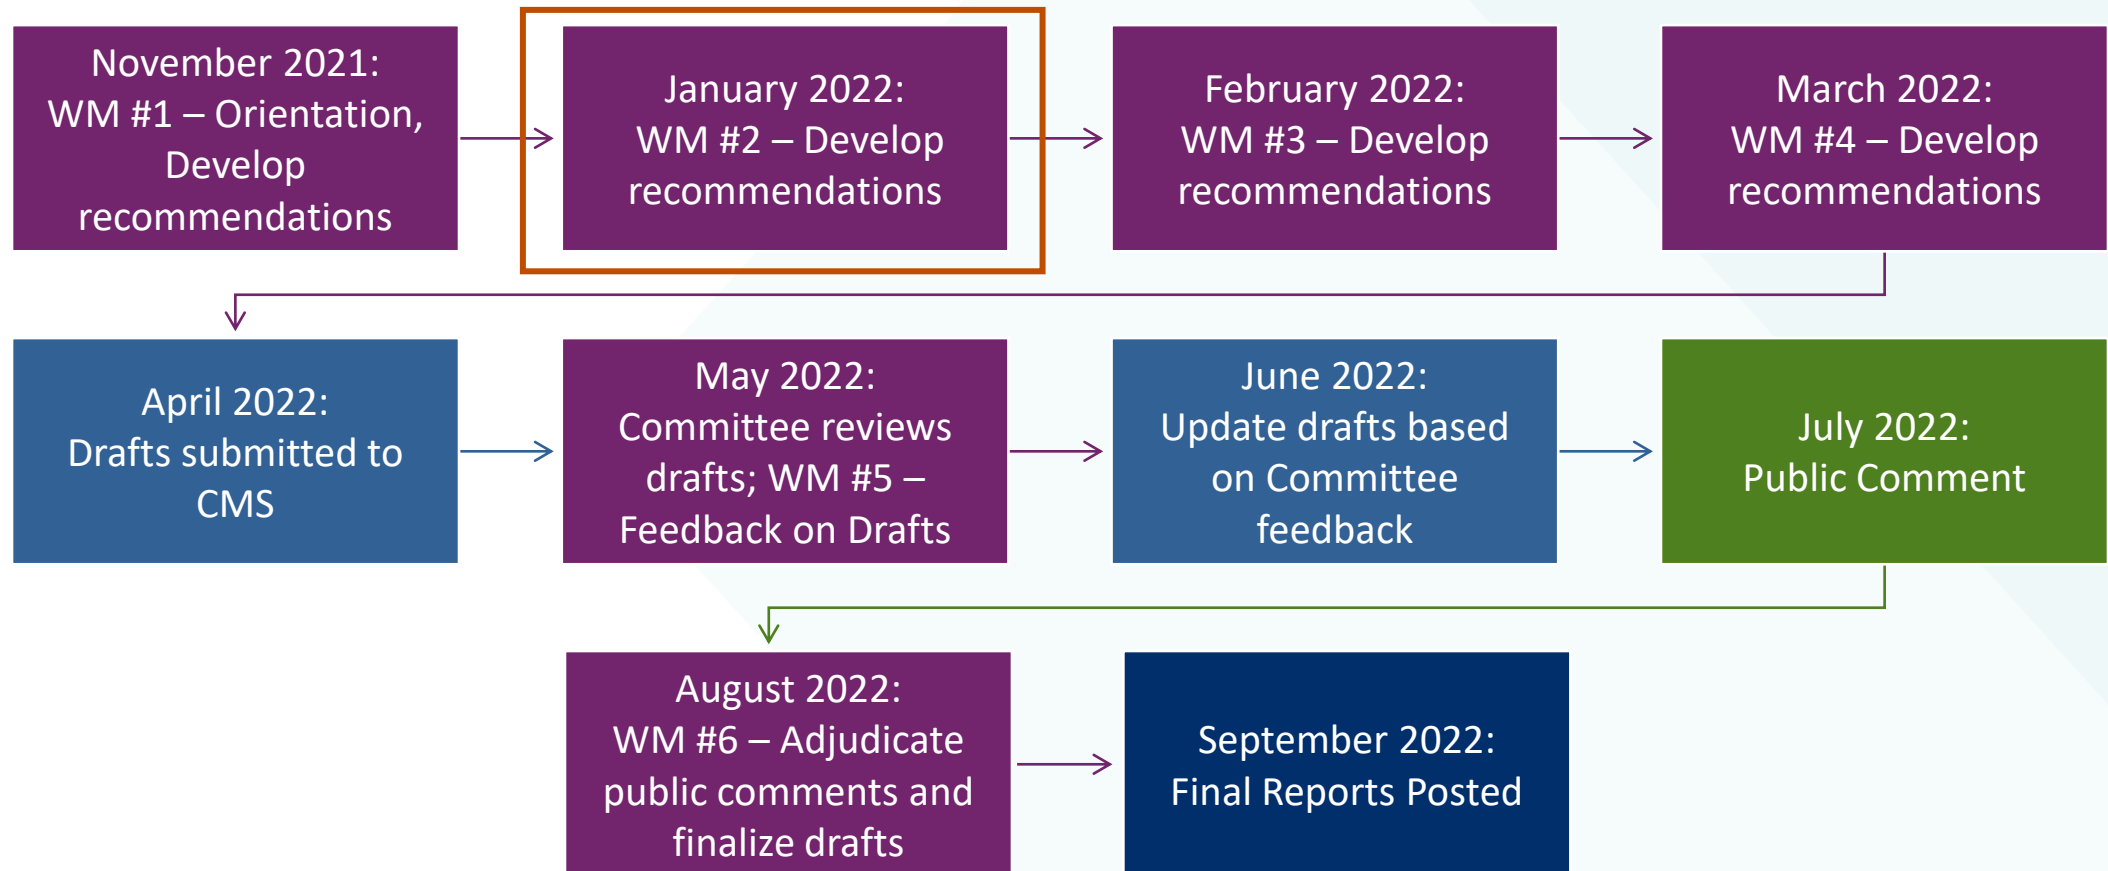 November 2021:
WM #1 – Orientation,
Develop
recommendations
January 2022:
WM #2 – Develop
recommendations
February 2022:
WM #3 – Develop
recommendations
March 2022:
WM #4 – Develop
recommendations
April 2022:
Drafts submitted to
CMS
May 2022:
Committee reviews
drafts; WM #5 –
Feedback on Drafts
June 2022:
Update drafts based
on Committee
feedback
July 2022:
Public Comment
August 2022:
WM #6 – Adjudicate
public comments and
finalize drafts
September 2022:
Final Reports Posted